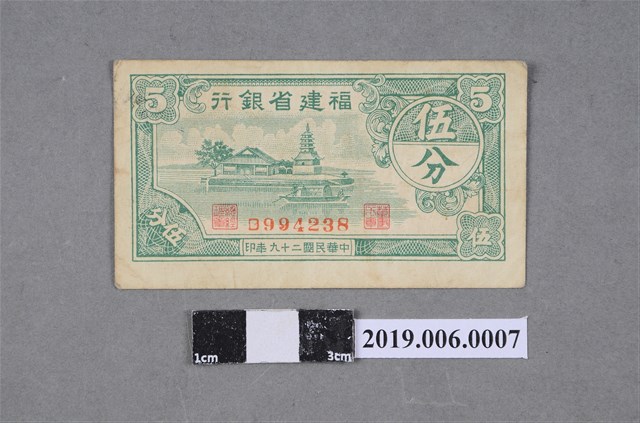 5 5
行銀省建福
伍分
D994238
分伍
伍
印年九十二國民華中
1cm 3cm
2019.006.0007